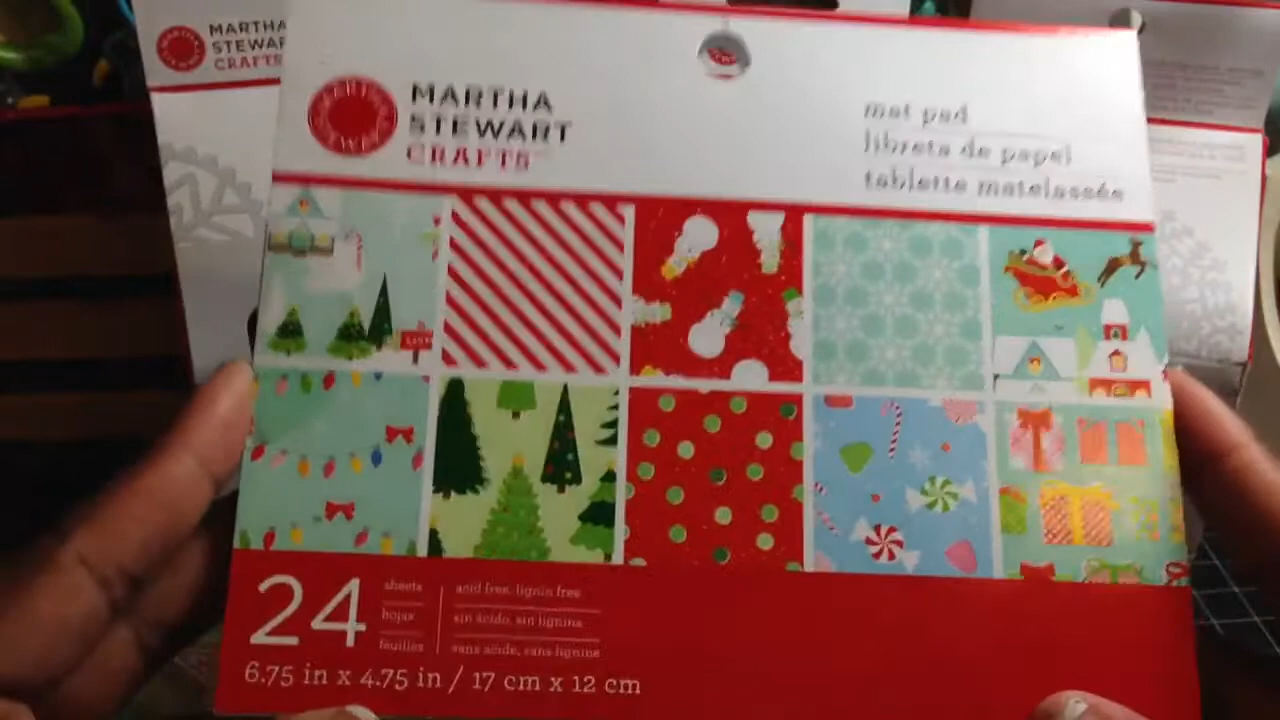 MARTHA
STEWAR
CRAFTS
MARTHA
STEWART
CRAFTS
mat pad
libreta de papel
tablette matelassée
24
sheets
hojas
feuilles
acid free, lignin free
sin ácido, sin lignina
sans acide, sans lignine
6.75 in x 4.75 in / 17 cm x 12 cm